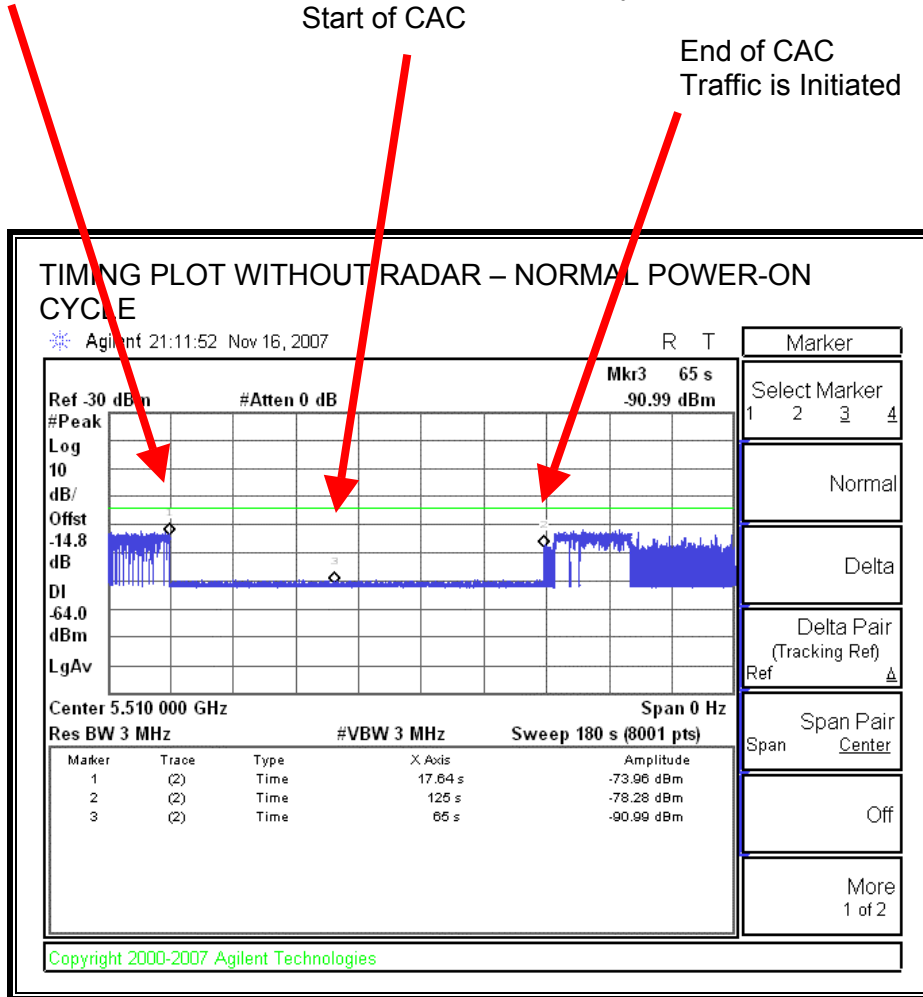 Start of CAC
End of CAC
Traffic is Initiated
TIMING PLOT WITHOUT RADAR – NORMAL POWER-ON
CYCLE
Agilent 21:11:52 Nov 16, 2007 R T
Mkr3 65 s
Ref -30 dBm #Atten 0 dB -90.99 dBm
#Peak
Log
10
dB/
Offst
-14.8
dB
DI
-64.0
dBm
LgAv
1
2
3
Center 5.510 000 GHz Span 0 Hz
Res BW 3 MHz #VBW 3 MHz Sweep 180 s (8001 pts)
Marker Trace Type X Axis Amplitude
1 (2) Time 17.64 s -73.96 dBm
2 (2) Time 125 s -78.28 dBm
3 (2) Time 65 s -90.99 dBm
Marker
Select Marker
1 2 3 4
Normal
Delta
Delta Pair
(Tracking Ref)
Ref Δ
Span Pair
Span Center
Off
More
1 of 2
Copyright 2000-2007 Agilent Technologies